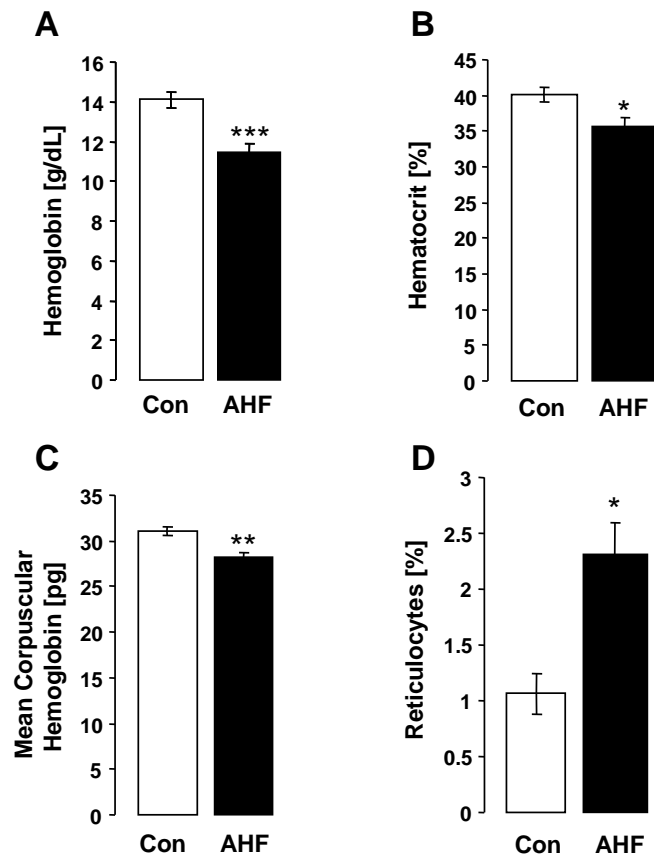 A
Hemoglobin [g/dL]
16
14
12
10
8
6
4
2
0
***
Con AHF
B
Hematocrit [%]
45
40
35
30
25
20
15
10
5
0
*
Con AHF
C
Mean Corpuscular
Hemoglobin [pg]
35
30
25
20
15
10
5
0
**
Con AHF
D
Reticulocytes [%]
3
2.5
2
1.5
1
0.5
0
*
Con AHF